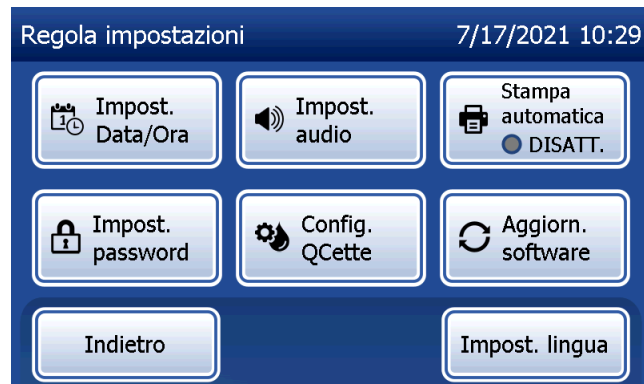 Regola impostazioni 7/17/2021 10:29
Impost.
Data/Ora
Impost.
audio
Stampa
automatica
DISATT.
Impost.
password
Config.
QCette
Aggiorn.
software
Indietro
Impost. lingua